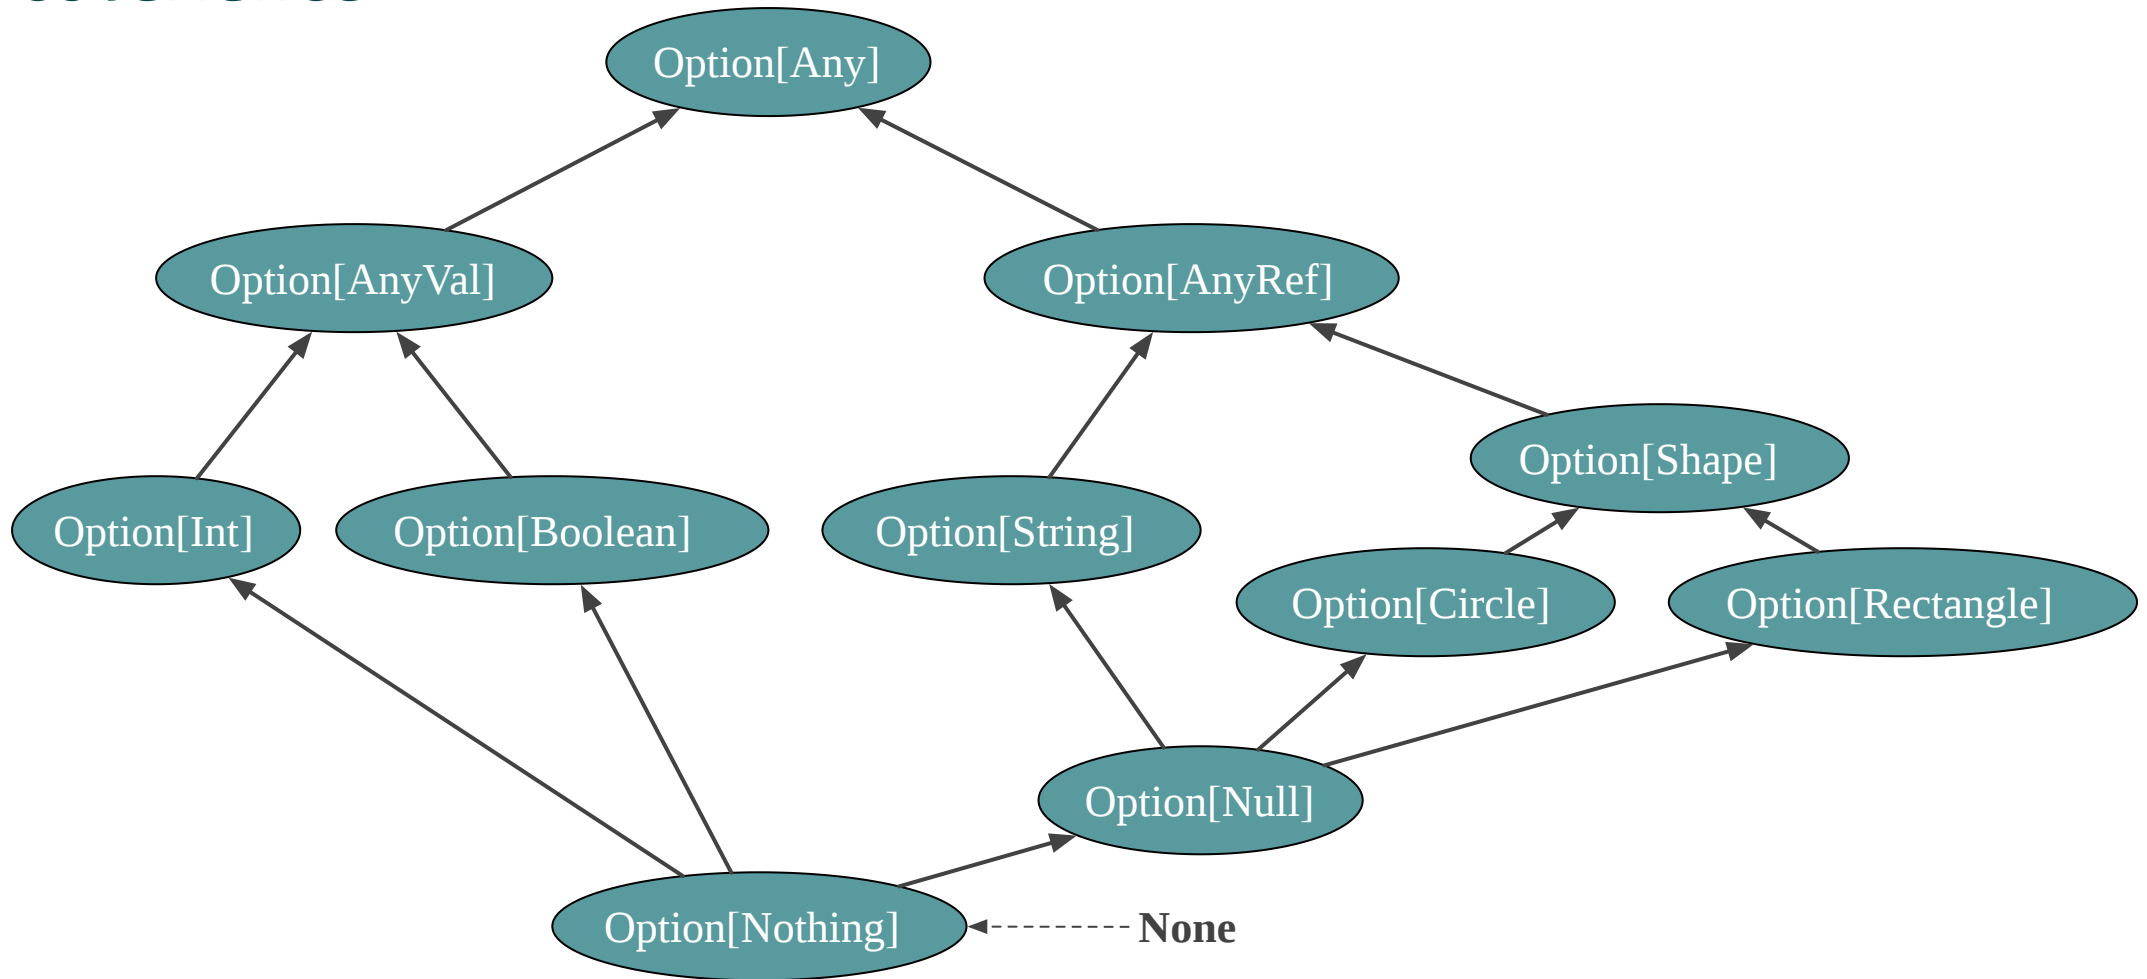 Option[Any]
Option[AnyVal]
Option[AnyRef]
Option[Shape]
Option[Int]
Option[Boolean]
Option[String]
Option[Circle]
Option[Rectangle]
Option[Null]
Option[Nothing]
None